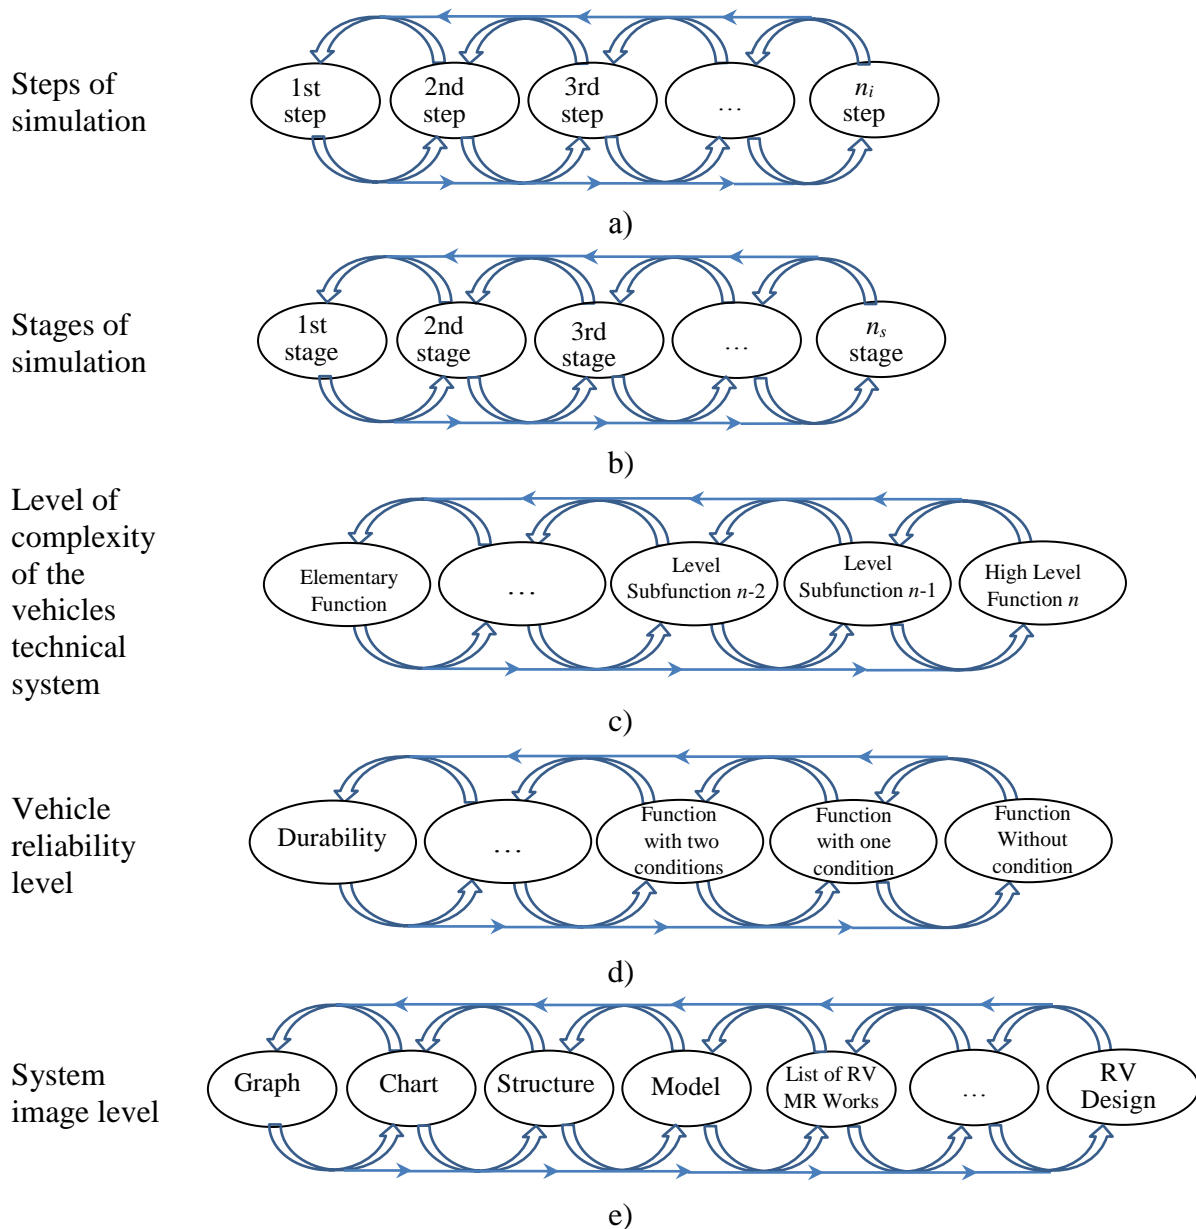 Steps of
simulation
1st
step
2nd
step
3rd
step
…
nᵢ
step
a)
Stages of
simulation
1st
stage
2nd
stage
3rd
stage
…
nₛ
stage
b)
Level of
complexity
of the
vehicles
technical
system
Elementary
Function
…
Level
Subfunction n-2
Level
Subfunction n-1
High Level
Function n
c)
Vehicle
reliability
level
Durability
…
Function
with two
conditions
Function
with one
condition
Function
Without
condition
d)
System
image level
Graph
Chart
Structure
Model
List of RV
MR Works
…
RV
Design
e)